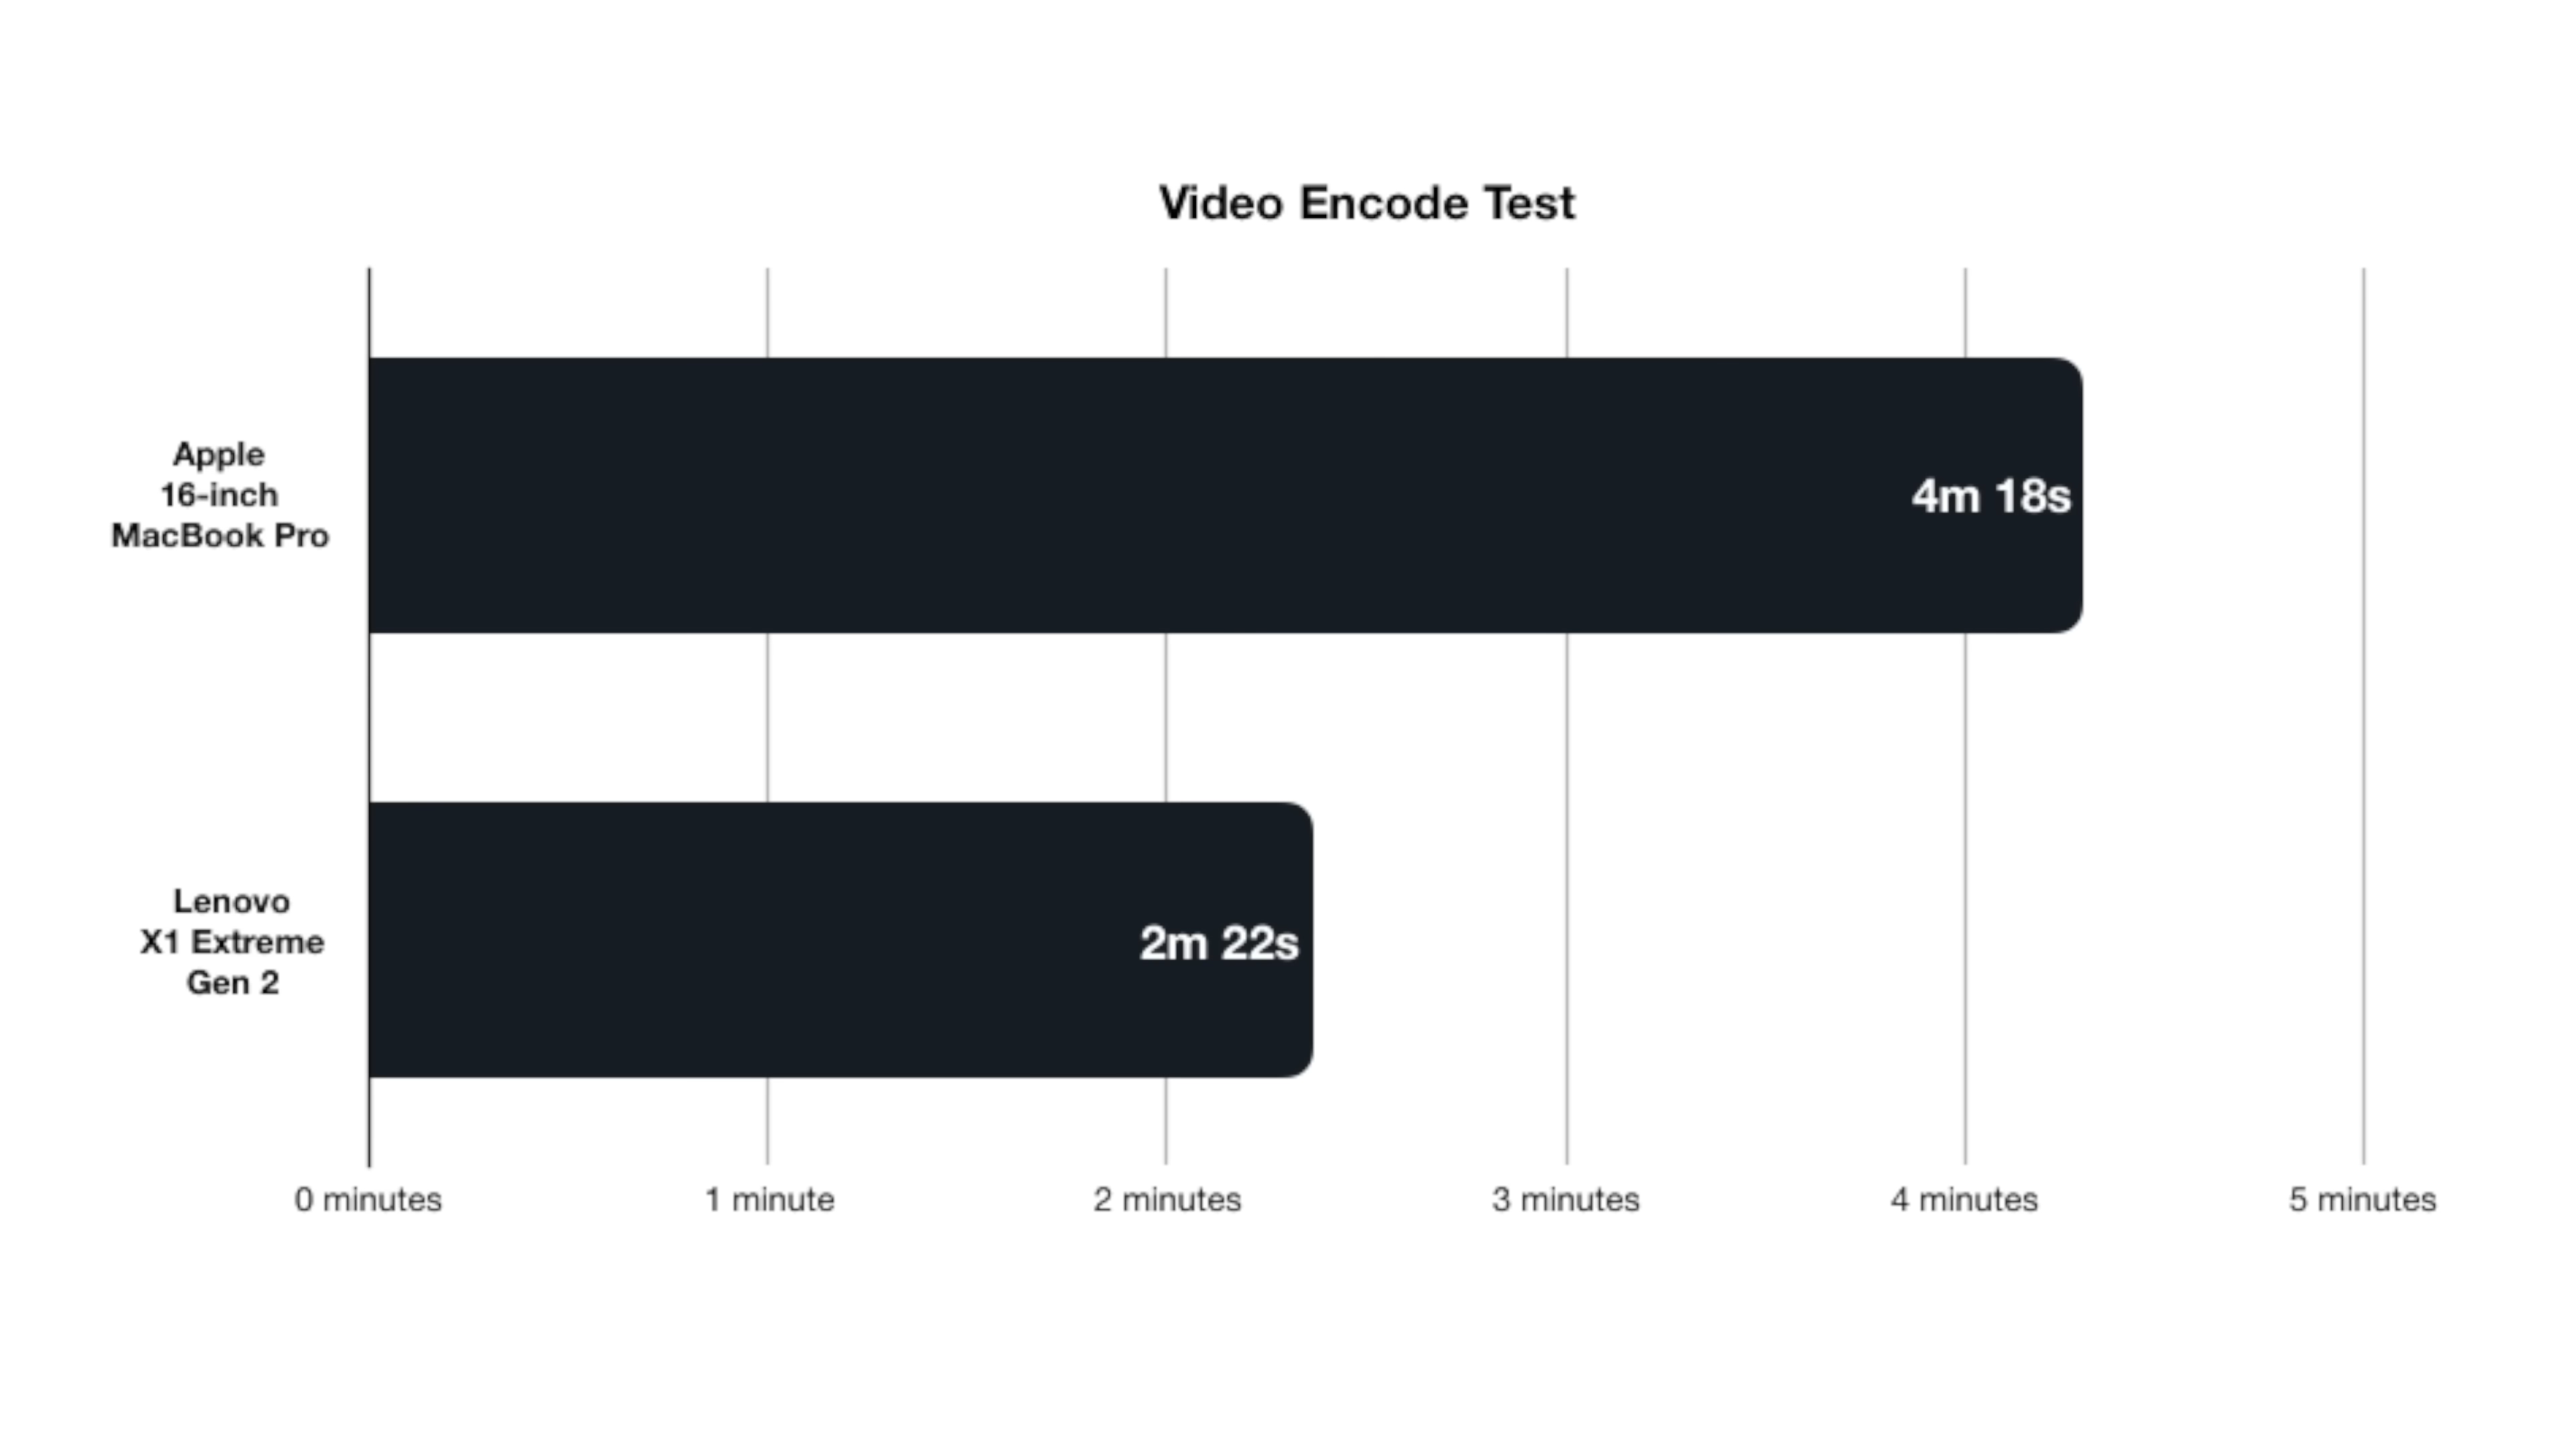 Video Encode Test
Apple
16-inch
MacBook Pro
4m 18s
Lenovo
X1 Extreme
Gen 2
2m 22s
0 minutes
1 minute
2 minutes
3 minutes
4 minutes
5 minutes